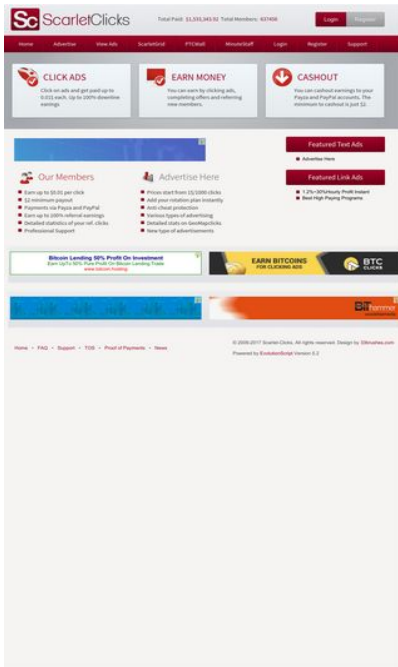 Sc ScarletClicks
Total Paid: $1,333,343.92 Total Members: 637458
Login Register
Home Advertise View Ads ScarletGrid PTCWall MinuteStaff Login Register Support
CLICK ADS
Click on ads and get paid up to
0.01$ each. Up to 100% downline
earnings
EARN MONEY
You can earn by clicking ads,
completing offers and referring
new members.
CASHOUT
You can cashout earnings to your
Payza and PayPal accounts. The
minimum to cashout is just $2.
Our Members
Earn up to $0.01 per click
$2 minimum payout
Payments via Payza and PayPal
Earn up to 100% referral earnings
Detailed statistics of your ref. clicks
Professional Support
Advertise Here
Prices start from 1$/1000 clicks
Add your rotation plan instantly
Anti-cheat protection
Various types of advertising
Detailed stats on GeoMapclicks
New type of advertisements
Featured Text Ads
Advertise Here
Featured Link Ads
1.2%~30%Hourly Profit Instant
Best High Paying Programs
Bitcoin Lending 50% Profit On Investment
Earn UpTo 50% Pure Profit On Bitcoin Lending Trade
EARN BITCOINS
FOR CLICKING ADS
BTC
CLICKS
BiThammer
Home • FAQ • Support • TOS • Proof of Payments • News
© 2009-2017 Scarlet-Clicks. All rights reserved. Design by
Powered by EvolutionScript Version 5.2